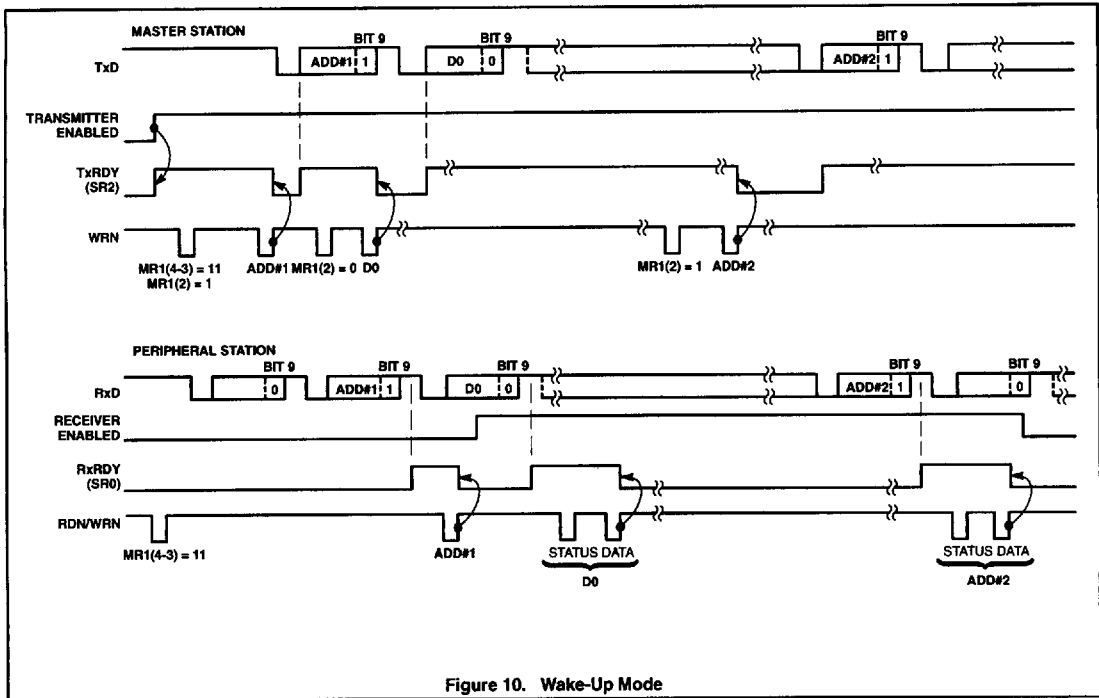 MASTER STATION
BIT 9 BIT 9 BIT 9
TxD ADD#1 1 D0 0 ADD#2 1
TRANSMITTER
ENABLED
TxRDY
(SR2)
WRN
MR1(4-3) = 11 ADD#1 MR1(2) = 0 D0 MR1(2) = 1 ADD#2
MR1(2) = 1
PERIPHERAL STATION
BIT 9 BIT 9 BIT 9 BIT 9 BIT 9
RxD 0 ADD#1 1 D0 0 ADD#2 1 0
RECEIVER
ENABLED
RxRDY
(SR0)
RDN/WRN
MR1(4-3) = 11 ADD#1 STATUS DATA STATUS DATA
D0 ADD#2
Figure 10. Wake-Up Mode